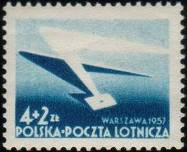 WARSZAWA 1957
4+2 ZŁ
POLSKA-POCZTA LOTNICZA